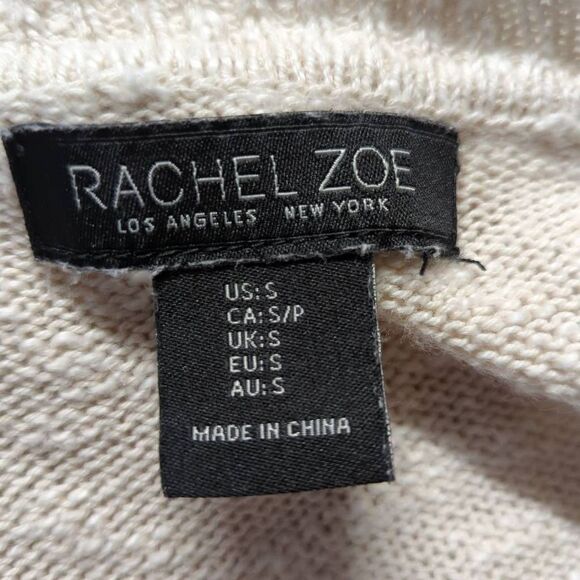 RACHEL ZOE
LOS ANGELES NEW YORK
US: S
CA: S/P
UK: S
EU: S
AU: S
MADE IN CHINA